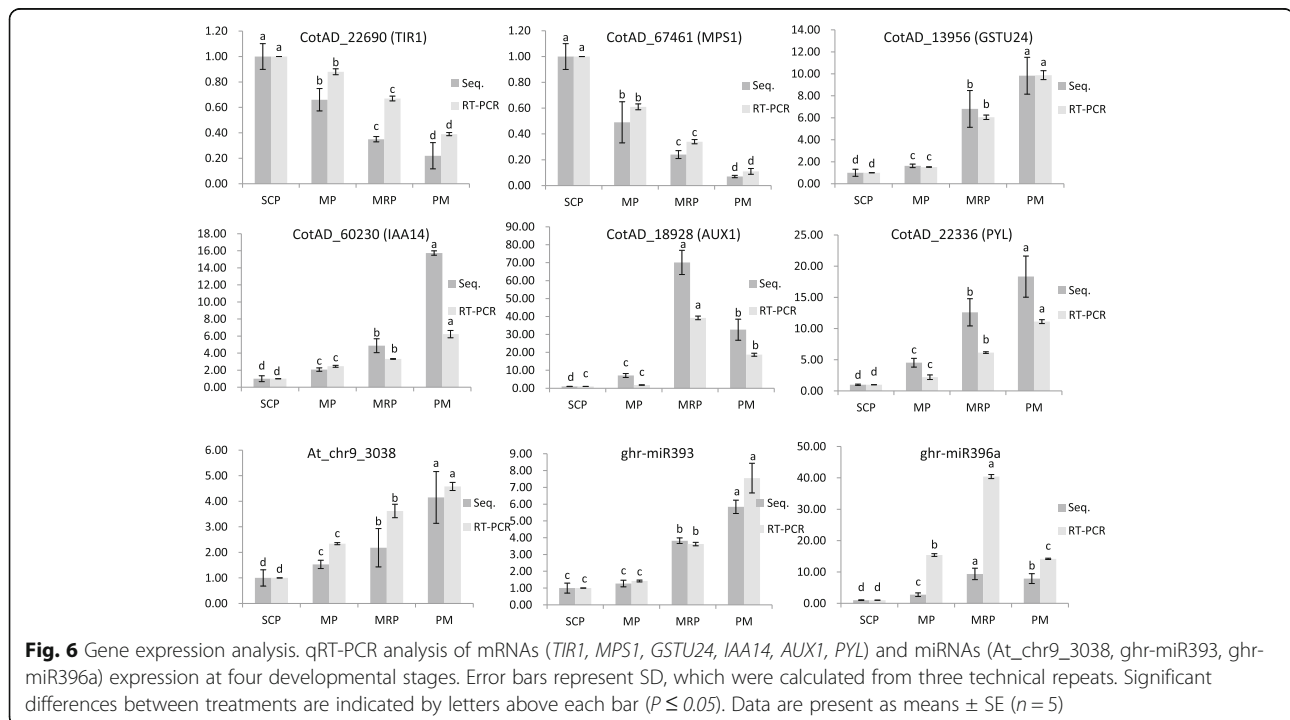 CotAD_22690 (TIR1)
1.20
1.00
0.80
0.60
0.40
0.20
0.00
a a
b b
c c
d d
SCP MP MRP PM
Seq.
RT-PCR
CotAD_67461 (MPS1)
1.20
1.00
0.80
0.60
0.40
0.20
0.00
a a
b b
c c
d d
SCP MP MRP PM
Seq.
RT-PCR
CotAD_13956 (GSTU24)
14.00
12.00
10.00
8.00
6.00
4.00
2.00
0.00
d d
c c
b b
a a
SCP MP MRP PM
Seq.
RT-PCR
CotAD_60230 (IAA14)
18.00
16.00
14.00
12.00
10.00
8.00
6.00
4.00
2.00
0.00
d d
c c
b b
a a
SCP MP MRP PM
Seq.
RT-PCR
CotAD_18928 (AUX1)
90.00
80.00
70.00
60.00
50.00
40.00
30.00
20.00
10.00
0.00
d c
c c
a a
b b
SCP MP MRP PM
Seq.
RT-PCR
CotAD_22336 (PYL)
25.00
20.00
15.00
10.00
5.00
0.00
d d
c c
b b
a a
SCP MP MRP PM
Seq.
RT-PCR
At_chr9_3038
6.00
5.00
4.00
3.00
2.00
1.00
0.00
d d
c c
b b
a a
SCP MP MRP PM
Seq.
RT-PCR
ghr-miR393
9.00
8.00
7.00
6.00
5.00
4.00
3.00
2.00
1.00
0.00
c c
c c
b b
a a
SCP MP MRP PM
Seq.
RT-PCR
ghr-miR396a
50.00
40.00
30.00
20.00
10.00
0.00
d d
c b
a a
b c
SCP MP MRP PM
Seq.
RT-PCR
Fig. 6 Gene expression analysis. qRT-PCR analysis of mRNAs (TIR1, MPS1, GSTU24, IAA14, AUX1, PYL) and miRNAs (At_chr9_3038, ghr-miR393, ghr-
miR396a) expression at four developmental stages. Error bars represent SD, which were calculated from three technical repeats. Significant
differences between treatments are indicated by letters above each bar (P ≤ 0.05). Data are present as means ± SE (n = 5)